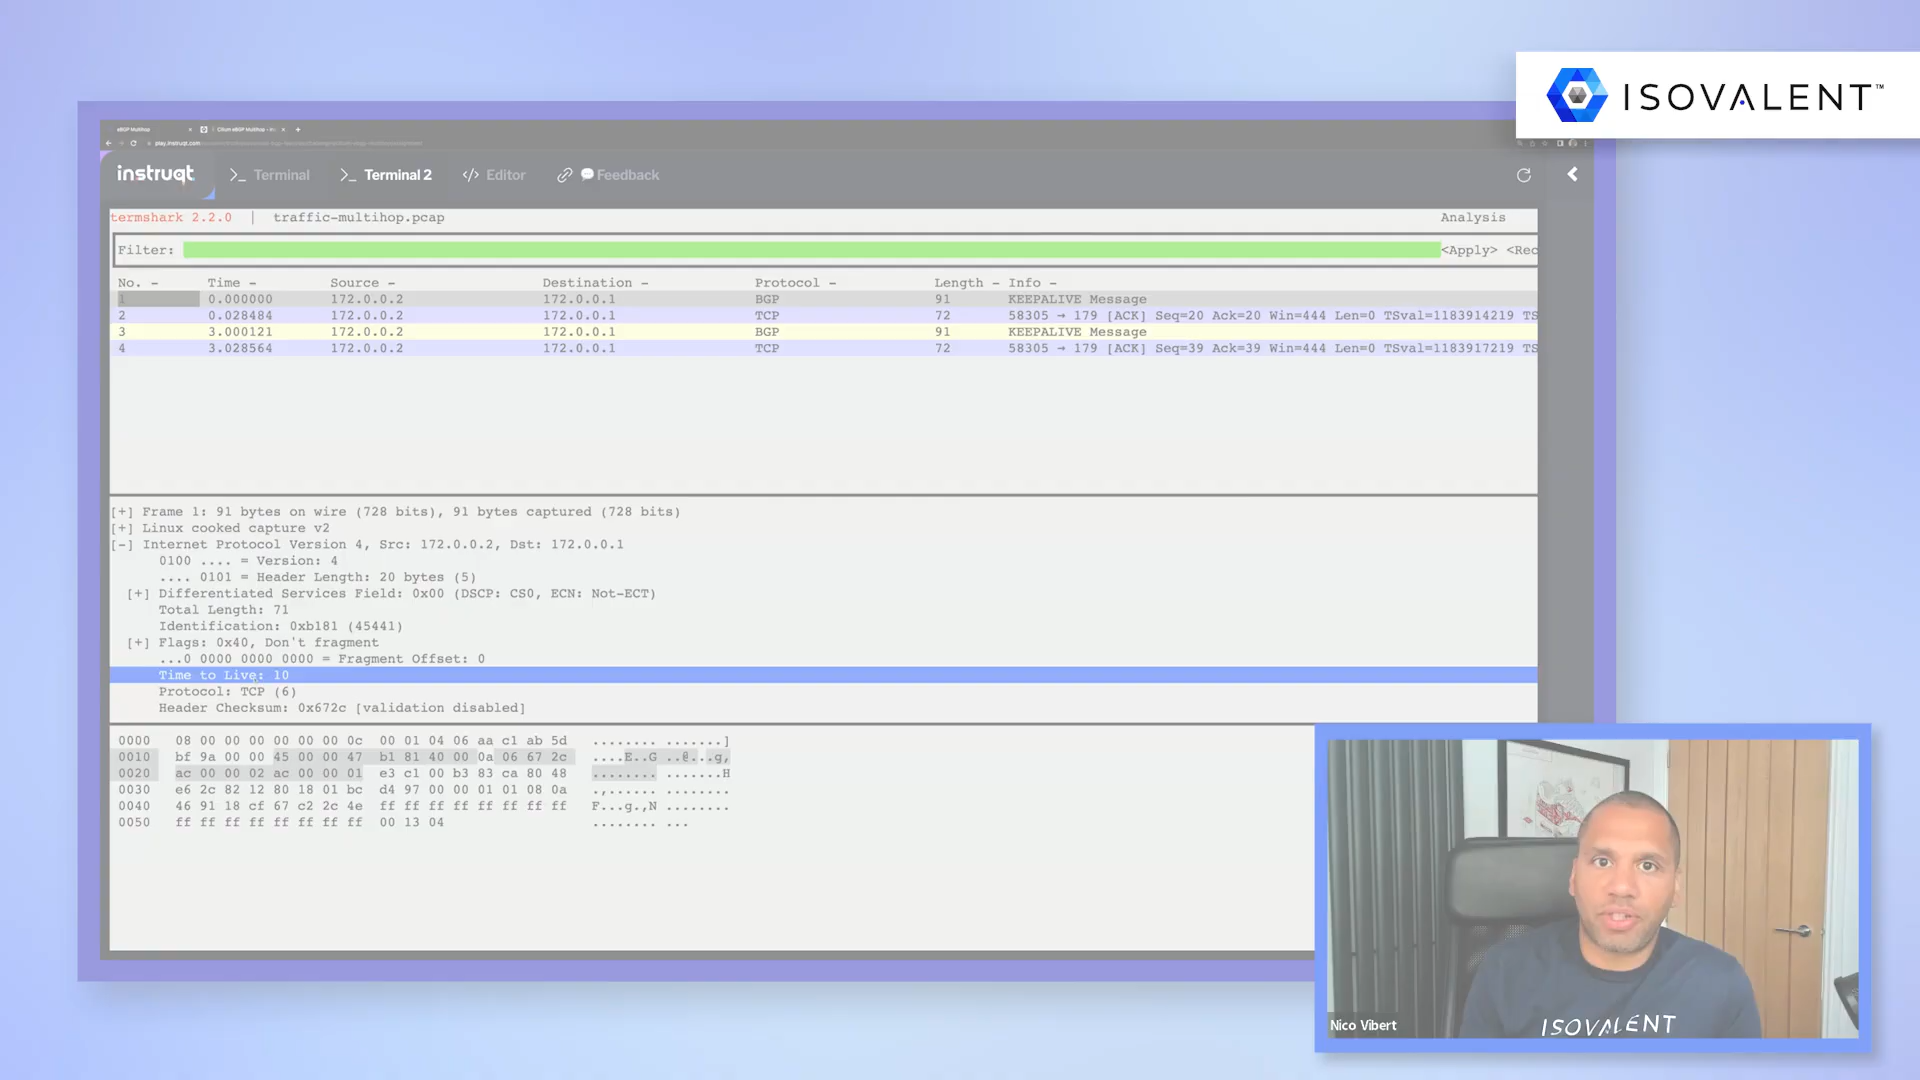 ISOVALENT™
eBGP Multihop
Cilium eBGP Multihop
play.instruqt.com
instruqt
Terminal
Terminal 2
Editor
Feedback
termshark 2.2.0 | traffic-multihop.pcap Analysis
Filter: <Apply> <Rec
No. - Time - Source - Destination - Protocol - Length - Info -
1 0.000000 172.0.0.2 172.0.0.1 BGP 91 KEEPALIVE Message
2 0.028484 172.0.0.2 172.0.0.1 TCP 72 58305 → 179 [ACK] Seq=20 Ack=20 Win=444 Len=0 TSval=1183914219 TS
3 3.000121 172.0.0.2 172.0.0.1 BGP 91 KEEPALIVE Message
4 3.028564 172.0.0.2 172.0.0.1 TCP 72 58305 → 179 [ACK] Seq=39 Ack=39 Win=444 Len=0 TSval=1183917219 TS
[+] Frame 1: 91 bytes on wire (728 bits), 91 bytes captured (728 bits)
[+] Linux cooked capture v2
[-] Internet Protocol Version 4, Src: 172.0.0.2, Dst: 172.0.0.1
0100 .... = Version: 4
.... 0101 = Header Length: 20 bytes (5)
[+] Differentiated Services Field: 0x00 (DSCP: CS0, ECN: Not-ECT)
Total Length: 71
Identification: 0xb181 (45441)
[+] Flags: 0x40, Don't fragment
...0 0000 0000 0000 = Fragment Offset: 0
Time to Live: 10
Protocol: TCP (6)
Header Checksum: 0x672c [validation disabled]
0000 08 00 00 00 00 00 00 0c 00 01 04 06 aa c1 ab 5d ........ .......]
0010 bf 9a 00 00 45 00 00 47 b1 81 40 00 0a 06 67 2c ....E..G ..@...g,
0020 ac 00 00 02 ac 00 00 01 e3 c1 00 b3 83 ca 80 48 ........ .......H
0030 e6 2c 82 12 80 18 01 bc d4 97 00 00 01 01 08 0a .,...... ........
0040 46 91 18 cf 67 c2 2c 4e ff ff ff ff ff ff ff ff F...g.,N ........
0050 ff ff ff ff ff ff ff ff 00 13 04 ........ ...
Nico Vibert
ISOVALENT